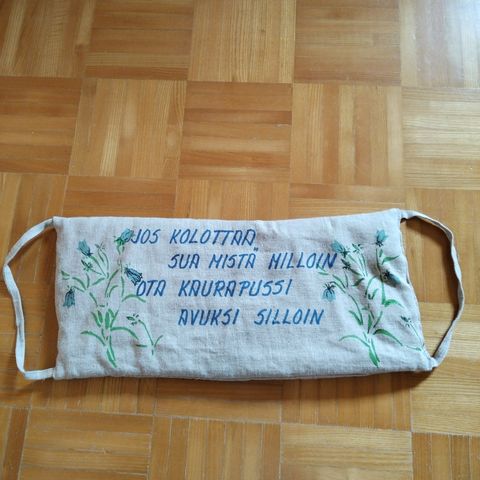 JOS KOLOTTAA
SUA MISTÄ MILLOIN
OTA KAURAPUSSI
AVUKSI SILLOIN